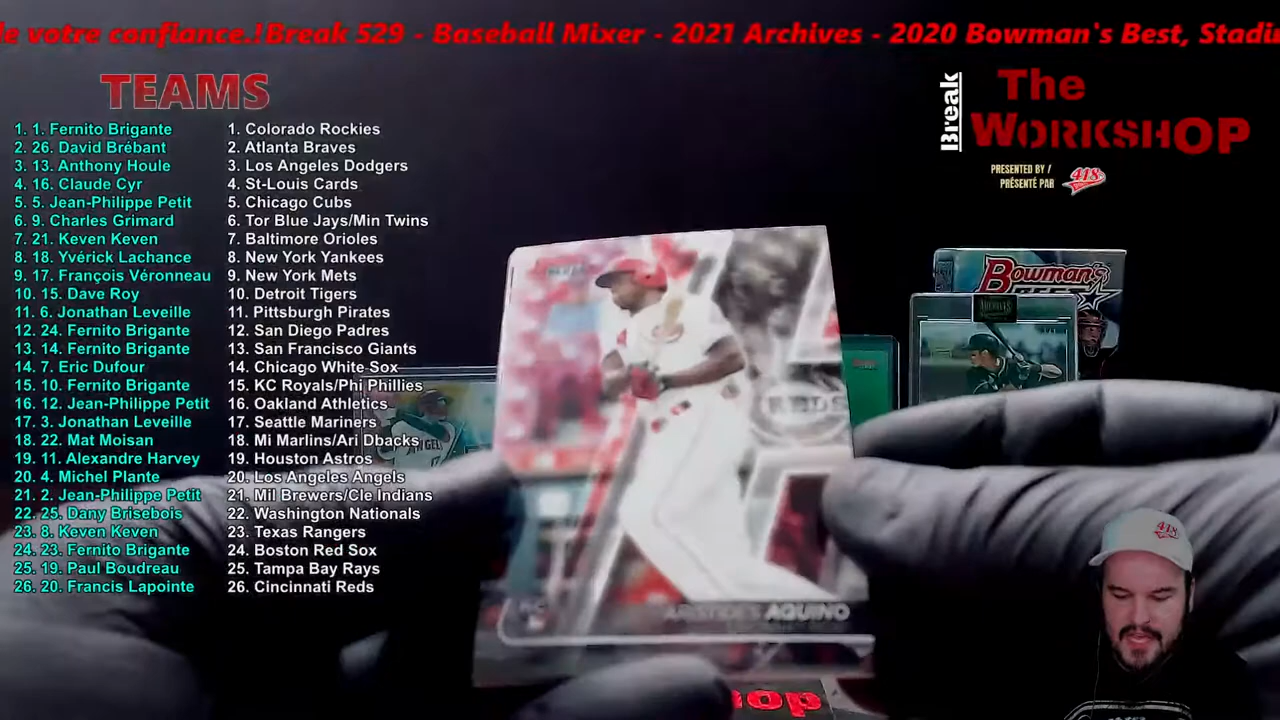 le votre confiance.!Break 529 - Baseball Mixer - 2021 Archives - 2020 Bowman's Best, Stadiu
TEAMS
1. 1. Fernito Brigante 1. Colorado Rockies
2. 26. David Brébant 2. Atlanta Braves
3. 13. Anthony Houle 3. Los Angeles Dodgers
4. 16. Claude Cyr 4. St-Louis Cards
5. 5. Jean-Philippe Petit 5. Chicago Cubs
6. 9. Charles Grimard 6. Tor Blue Jays/Min Twins
7. 21. Keven Keven 7. Baltimore Orioles
8. 18. Yvérick Lachance 8. New York Yankees
9. 17. François Véronneau 9. New York Mets
10. 15. Dave Roy 10. Detroit Tigers
11. 6. Jonathan Leveille 11. Pittsburgh Pirates
12. 24. Fernito Brigante 12. San Diego Padres
13. 14. Fernito Brigante 13. San Francisco Giants
14. 7. Eric Dufour 14. Chicago White Sox
15. 10. Fernito Brigante 15. KC Royals/Phi Phillies
16. 12. Jean-Philippe Petit 16. Oakland Athletics
17. 3. Jonathan Leveille 17. Seattle Mariners
18. 22. Mat Moisan 18. Mi Marlins/Ari Dbacks
19. 11. Alexandre Harvey 19. Houston Astros
20. 4. Michel Plante 20. Los Angeles Angels
21. 2. Jean-Philippe Petit 21. Mil Brewers/Cle Indians
22. 25. Dany Brisebois 22. Washington Nationals
23. 8. Keven Keven 23. Texas Rangers
24. 23. Fernito Brigante 24. Boston Red Sox
25. 19. Paul Boudreau 25. Tampa Bay Rays
26. 20. Francis Lapointe 26. Cincinnati Reds
Break The WORKSHOP
PRESENTED BY /
PRÉSENTÉ PAR 418
Bowman's
BEST
ARCHIVES
REDS
ARISTIDES AQUINO
418
op